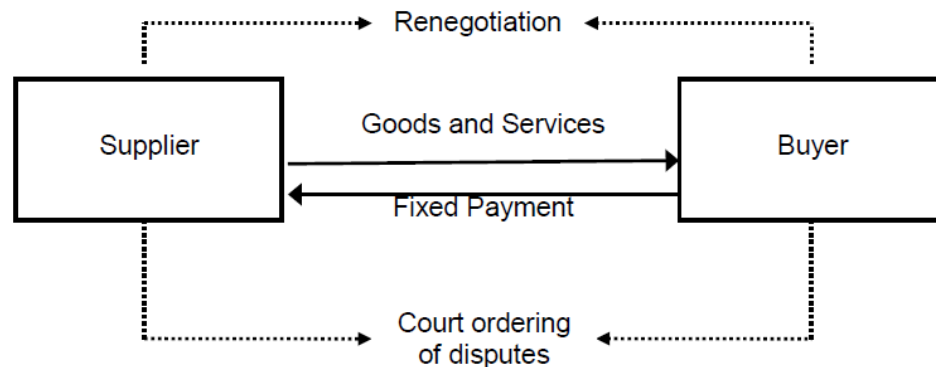 Renegotiation
Supplier
Goods and Services
Buyer
Fixed Payment
Court ordering
of disputes